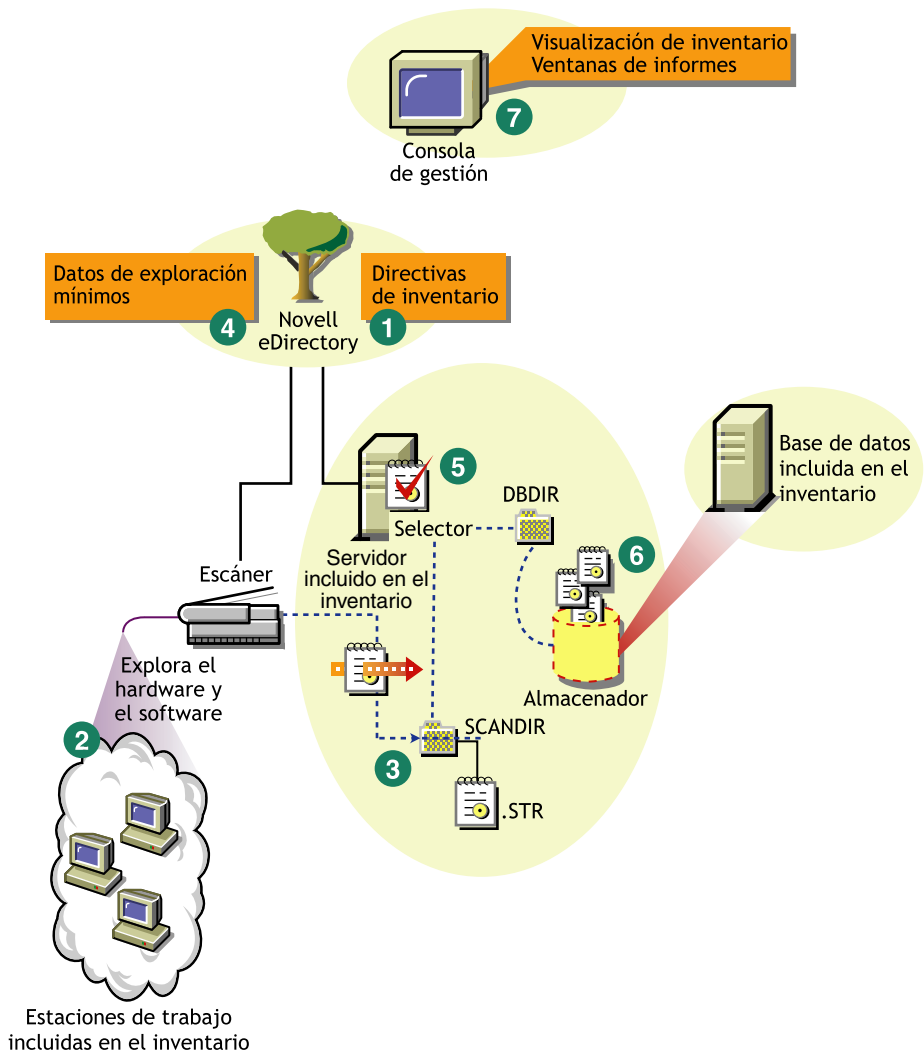 Visualización de inventario
Ventanas de informes
7
Consola
de gestión
Datos de exploración
mínimos
4
Novell
eDirectory
Directivas
de inventario
1
5
Selector
Servidor
incluido en el
inventario
DBDIR
6
Almacenador
Base de datos
incluida en el
inventario
Escáner
Explora el
hardware y
el software
2
SCANDIR
3
.STR
Estaciones de trabajo
incluidas en el inventario